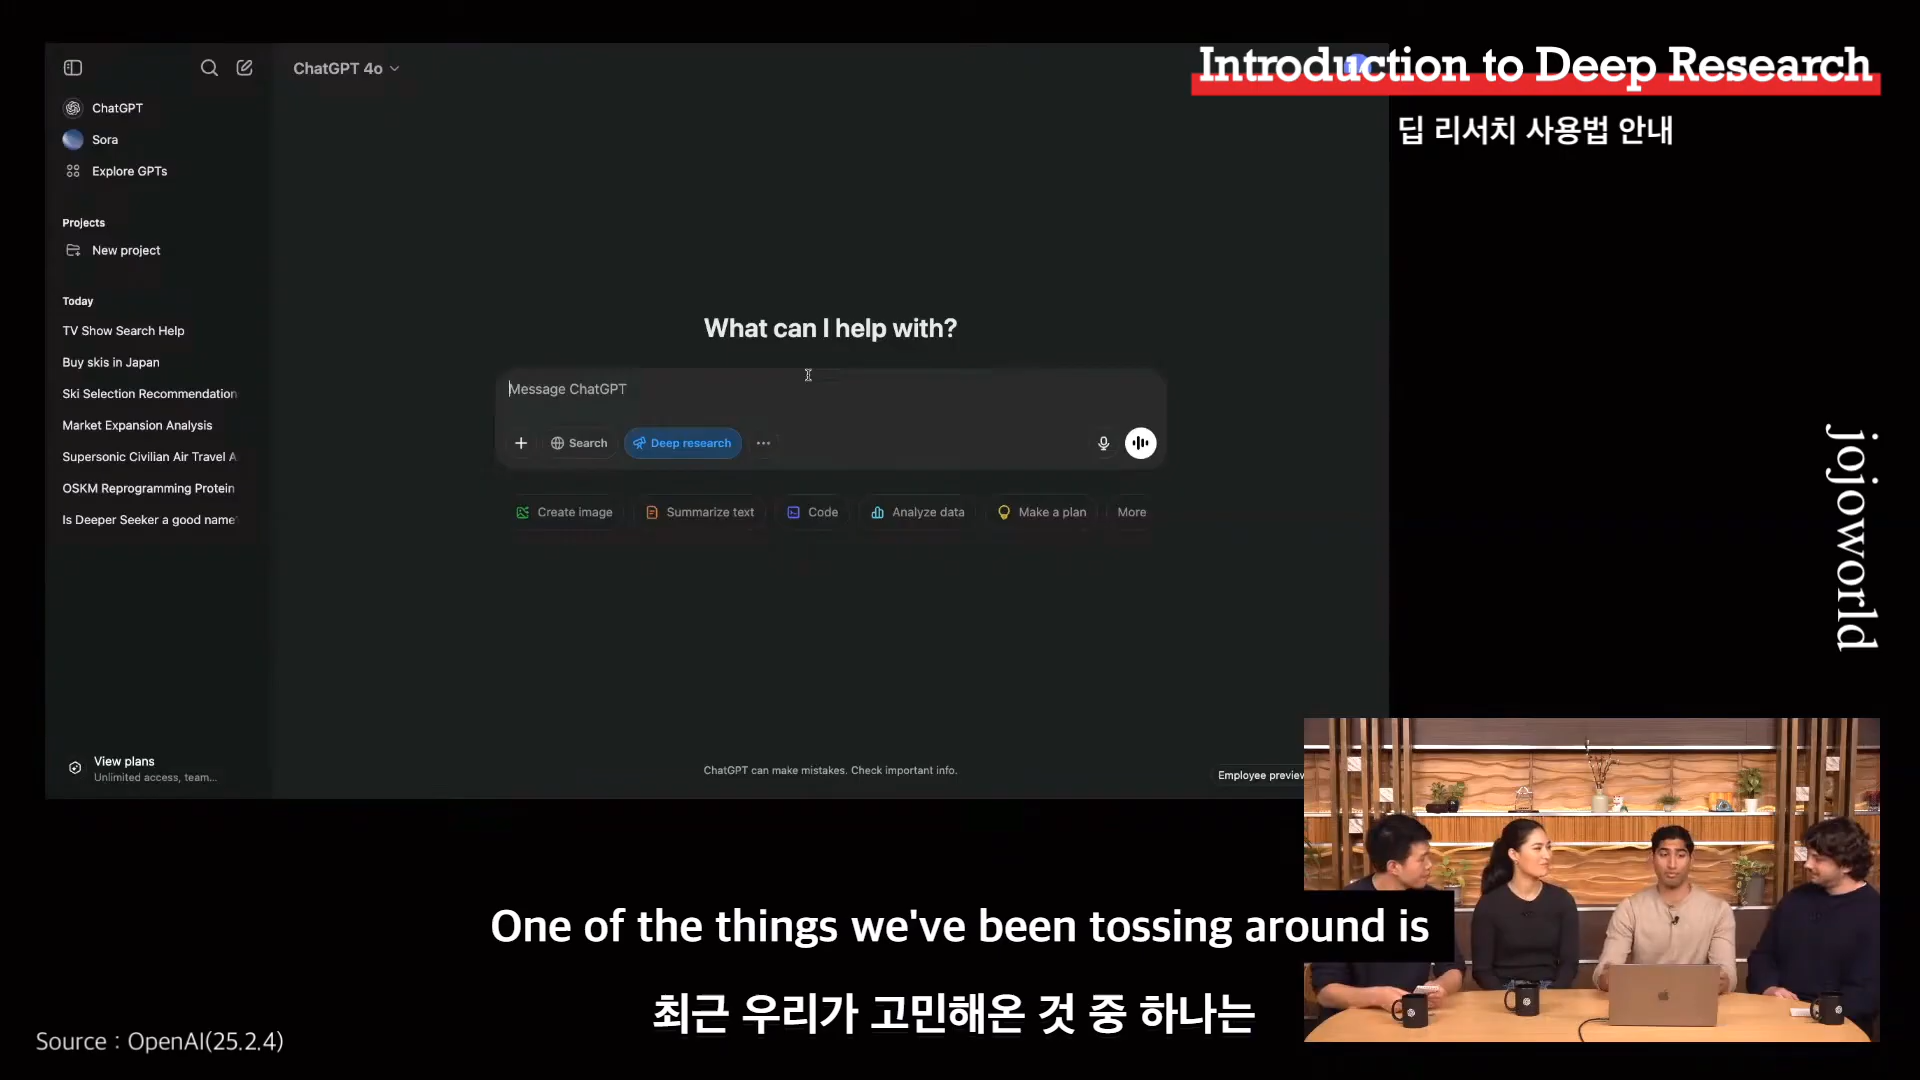 ChatGPT 4o
ChatGPT
Sora
Explore GPTs
Projects
New project
Today
TV Show Search Help
Buy skis in Japan
Ski Selection Recommendation
Market Expansion Analysis
Supersonic Civilian Air Travel A
OSKM Reprogramming Protein
Is Deeper Seeker a good name
View plans
Unlimited access, team...
What can I help with?
Message ChatGPT
Search
Deep research
Create image
Summarize text
Code
Analyze data
Make a plan
More
ChatGPT can make mistakes. Check important info.
Employee preview
Introduction to Deep Research
딥 리서치 사용법 안내
jojoworld
One of the things we've been tossing around is
최근 우리가 고민해온 것 중 하나는
Source : OpenAI(25.2.4)